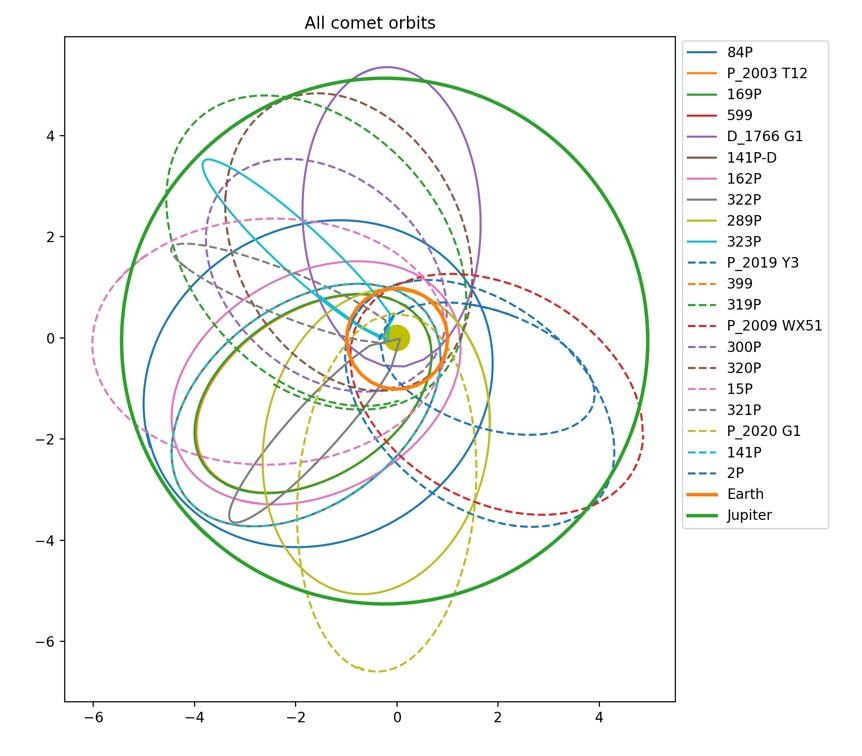 All comet orbits
4
2
0
−2
−4
−6
−6
−4
−2
0
2
4
84P
P_2003 T12
169P
599
D_1766 G1
141P-D
162P
322P
289P
323P
P_2019 Y3
399
319P
P_2009 WX51
300P
320P
15P
321P
P_2020 G1
141P
2P
Earth
Jupiter